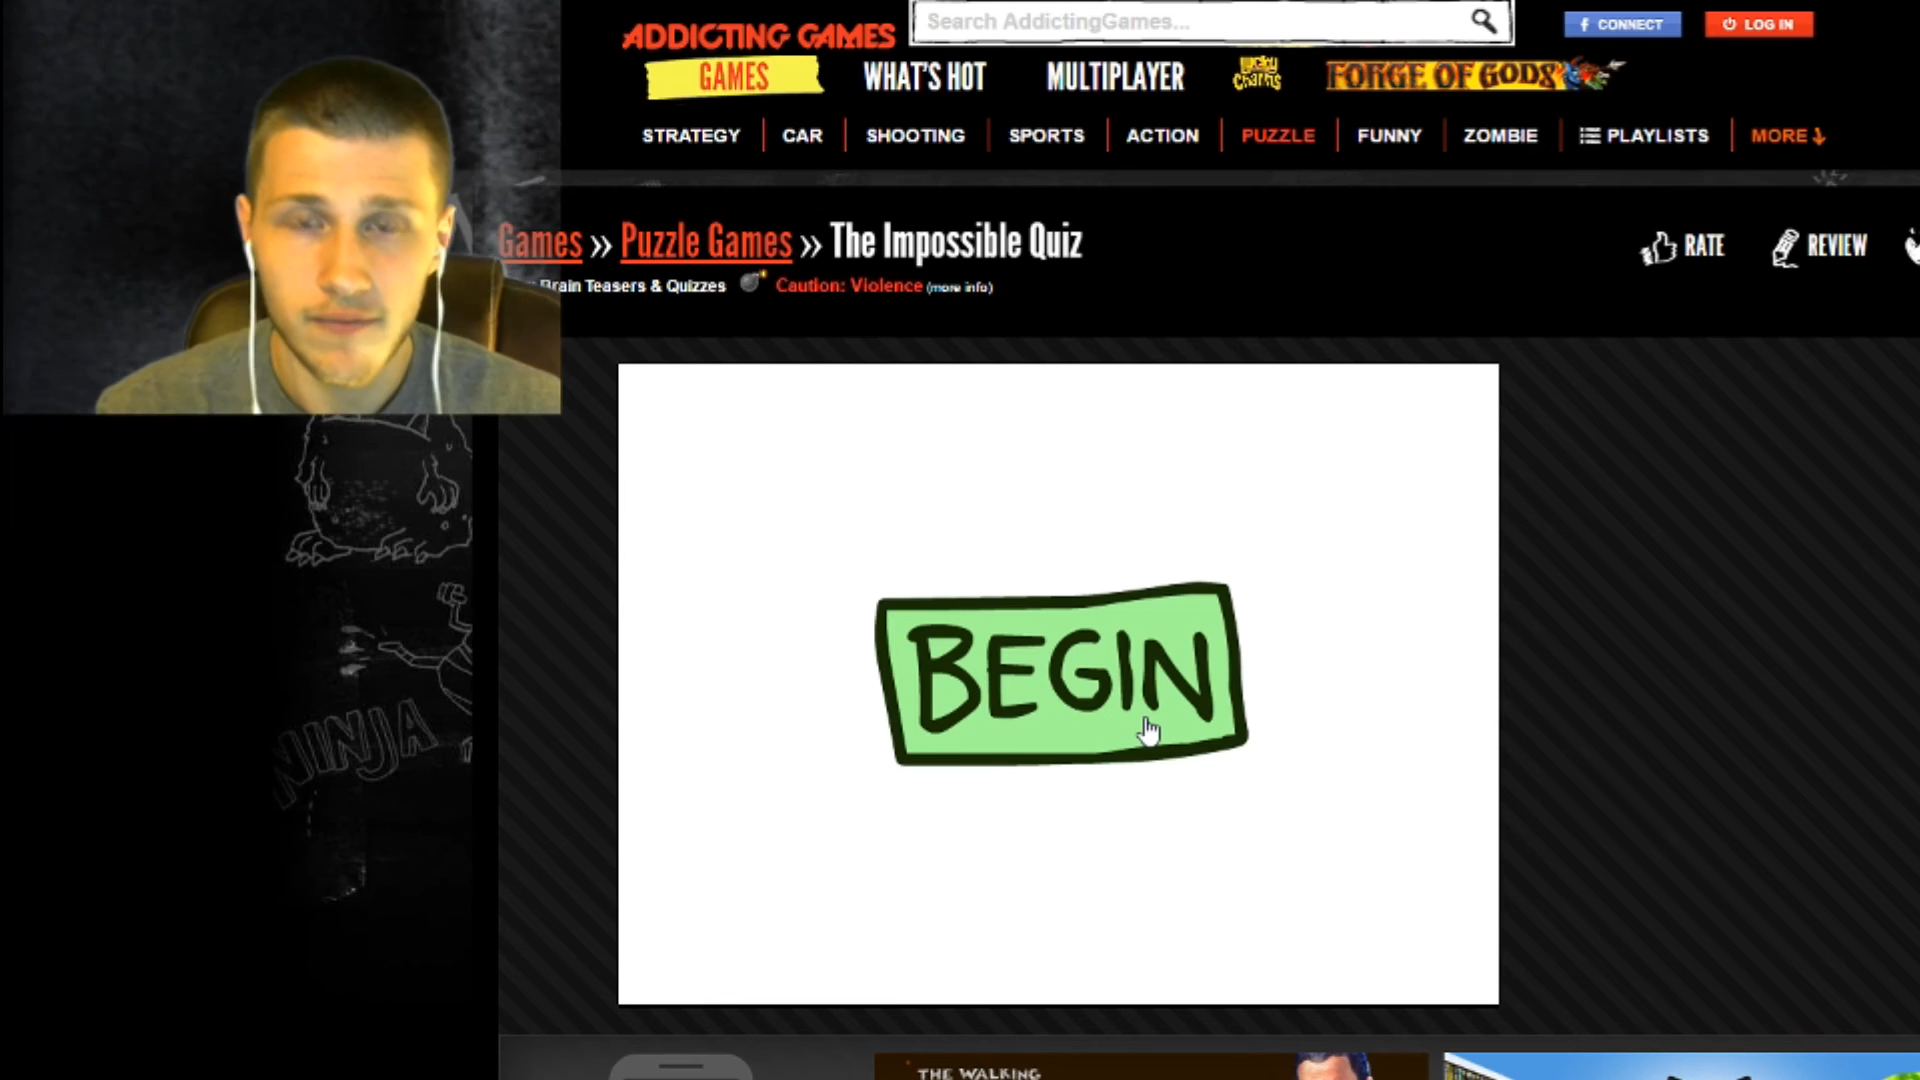 ADDICTING GAMES
Search AddictingGames...
f CONNECT
LOG IN
GAMES
WHAT'S HOT
MULTIPLAYER
Lucky Charms
FORGE OF GODS
STRATEGY
CAR
SHOOTING
SPORTS
ACTION
PUZZLE
FUNNY
ZOMBIE
PLAYLISTS
MORE
Games » Puzzle Games » The Impossible Quiz
RATE
REVIEW
Brain Teasers & Quizzes
Caution: Violence (more info)
BEGIN
NINJA
THE WALKING